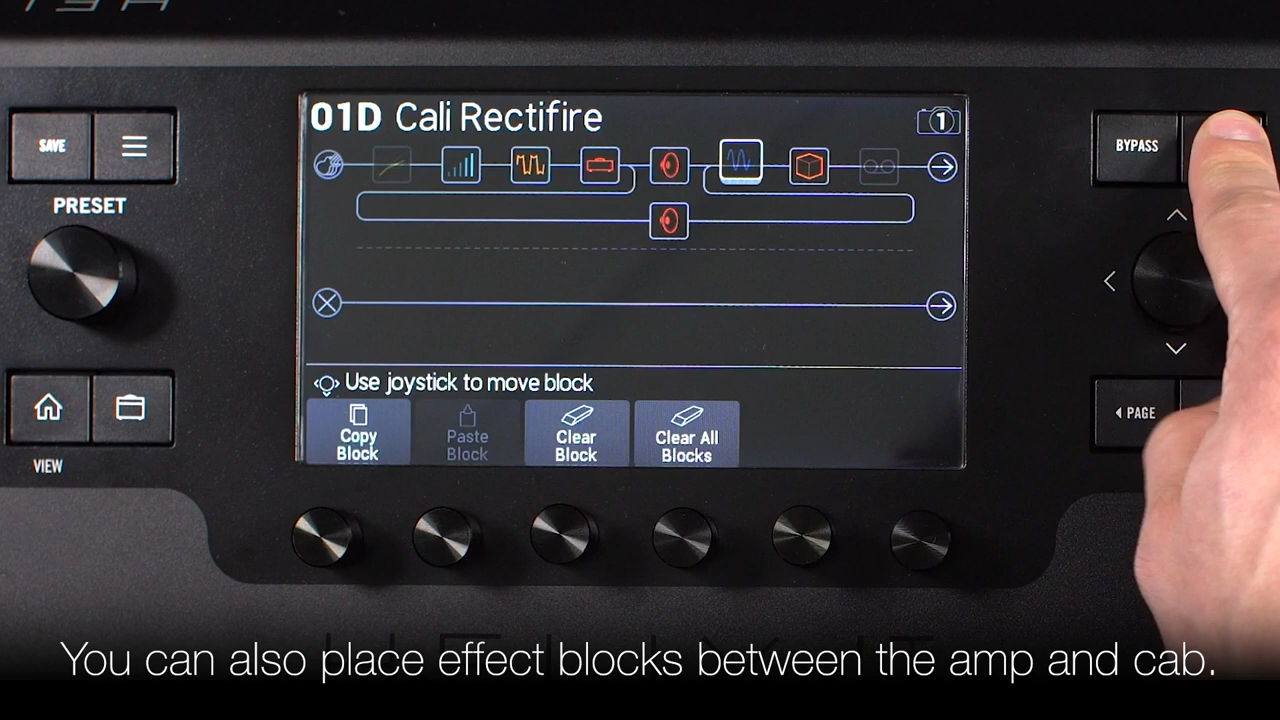 01D Cali Rectifire
1
SAVE
BYPASS
PRESET
Use joystick to move block
Copy Block
Paste Block
Clear Block
Clear All Blocks
PAGE
VIEW
You can also place effect blocks between the amp and cab.